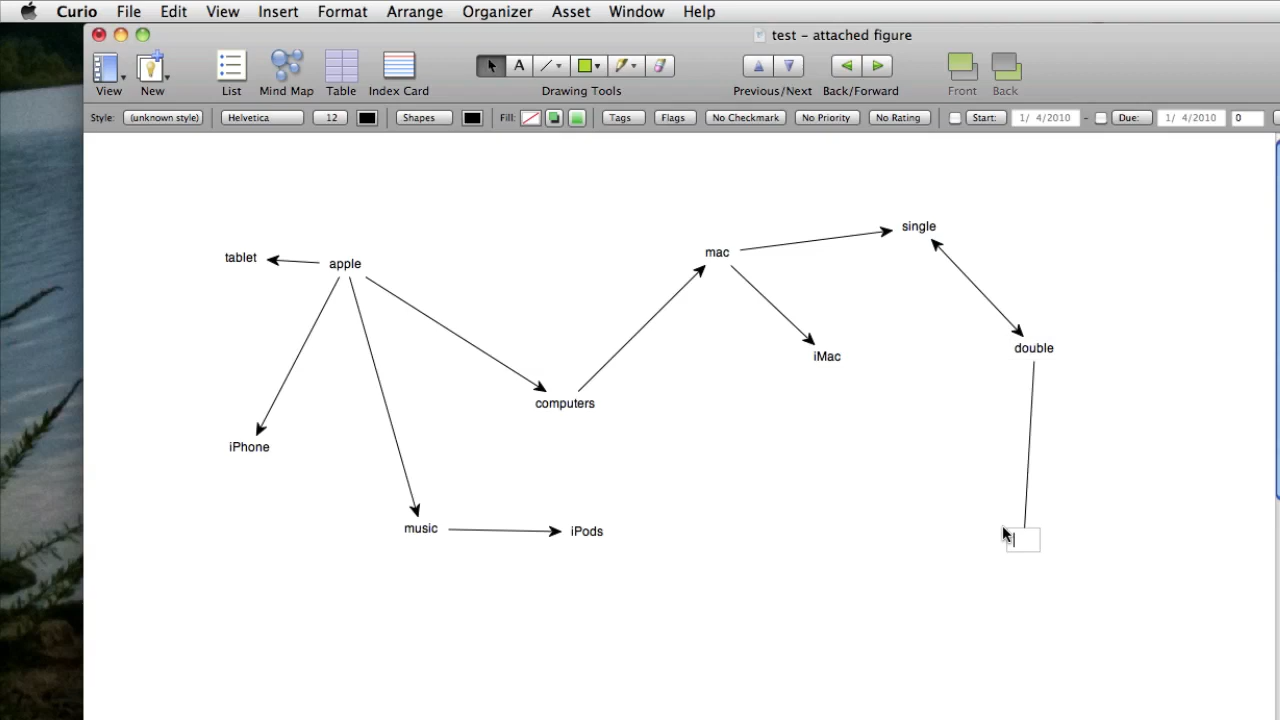 Curio File Edit View Insert Format Arrange Organizer Asset Window Help
test – attached figure
View New List Mind Map Table Index Card Drawing Tools Previous/Next Back/Forward Front Back
A
Style: (unknown style) Helvetica 12 Shapes Fill: Tags Flags No Checkmark No Priority No Rating Start: 1/ 4/2010 - Due: 1/ 4/2010 0
single
mac
tablet
apple
double
iMac
computers
iPhone
music
iPods